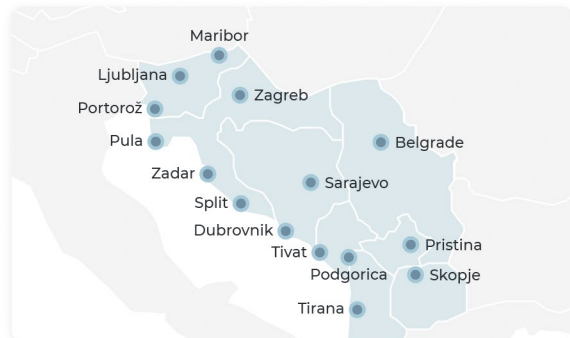 Maribor
Ljubljana
Zagreb
Portorož
Pula
Belgrade
Zadar
Sarajevo
Split
Dubrovnik
Tivat
Pristina
Podgorica
Skopje
Tirana